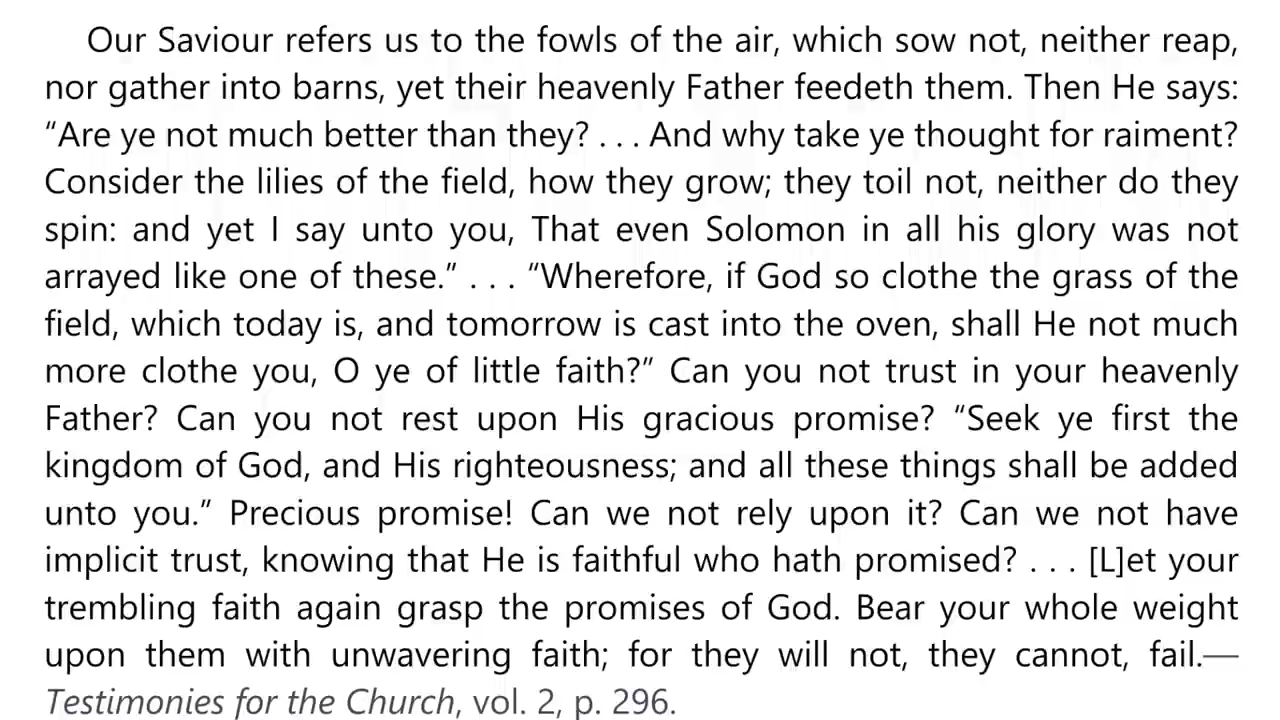 Our Saviour refers us to the fowls of the air, which sow not, neither reap,
nor gather into barns, yet their heavenly Father feedeth them. Then He says:
“Are ye not much better than they? . . . And why take ye thought for raiment?
Consider the lilies of the field, how they grow; they toil not, neither do they
spin: and yet I say unto you, That even Solomon in all his glory was not
arrayed like one of these.” . . . “Wherefore, if God so clothe the grass of the
field, which today is, and tomorrow is cast into the oven, shall He not much
more clothe you, O ye of little faith?” Can you not trust in your heavenly
Father? Can you not rest upon His gracious promise? “Seek ye first the
kingdom of God, and His righteousness; and all these things shall be added
unto you.” Precious promise! Can we not rely upon it? Can we not have
implicit trust, knowing that He is faithful who hath promised? . . . [L]et your
trembling faith again grasp the promises of God. Bear your whole weight
upon them with unwavering faith; for they will not, they cannot, fail.—
Testimonies for the Church, vol. 2, p. 296.